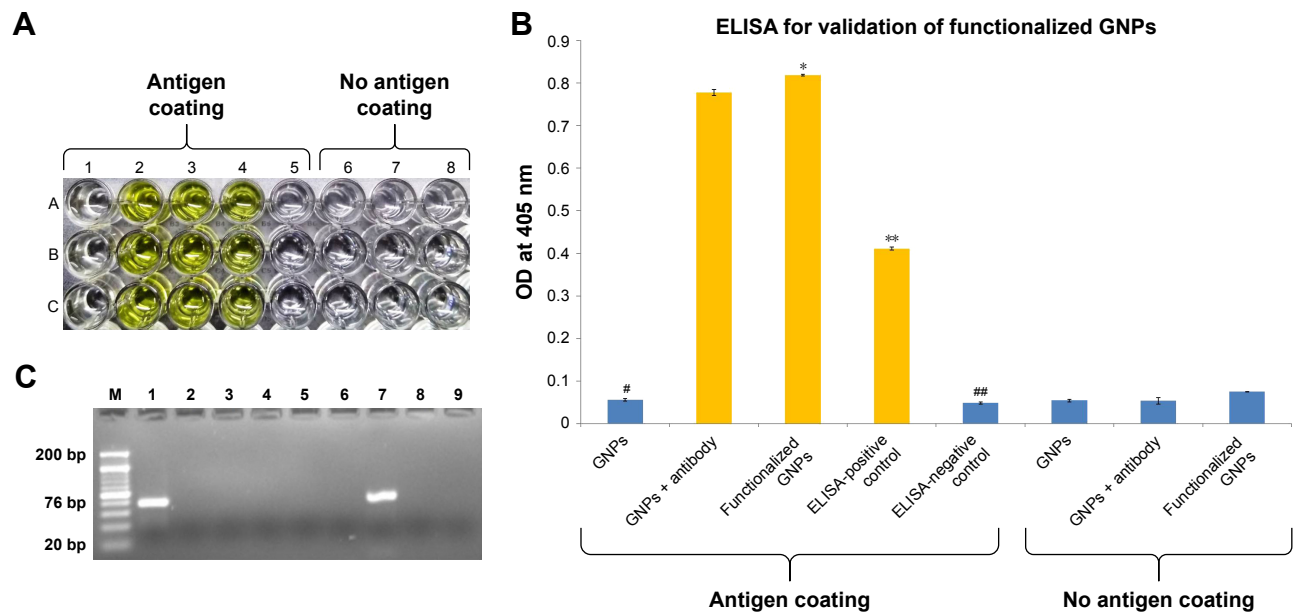 A
Antigen
coating
No antigen
coating
1 2 3 4 5 6 7 8
A
B
C
B
ELISA for validation of functionalized GNPs
OD at 405 nm
0.9
0.8
0.7
0.6
0.5
0.4
0.3
0.2
0.1
0
#
*
**
##
GNPs
GNPs + antibody
Functionalized
GNPs
ELISA-positive
control
ELISA-negative
control
GNPs
GNPs + antibody
Functionalized
GNPs
Antigen coating
No antigen coating
C
M 1 2 3 4 5 6 7 8 9
200 bp
76 bp
20 bp